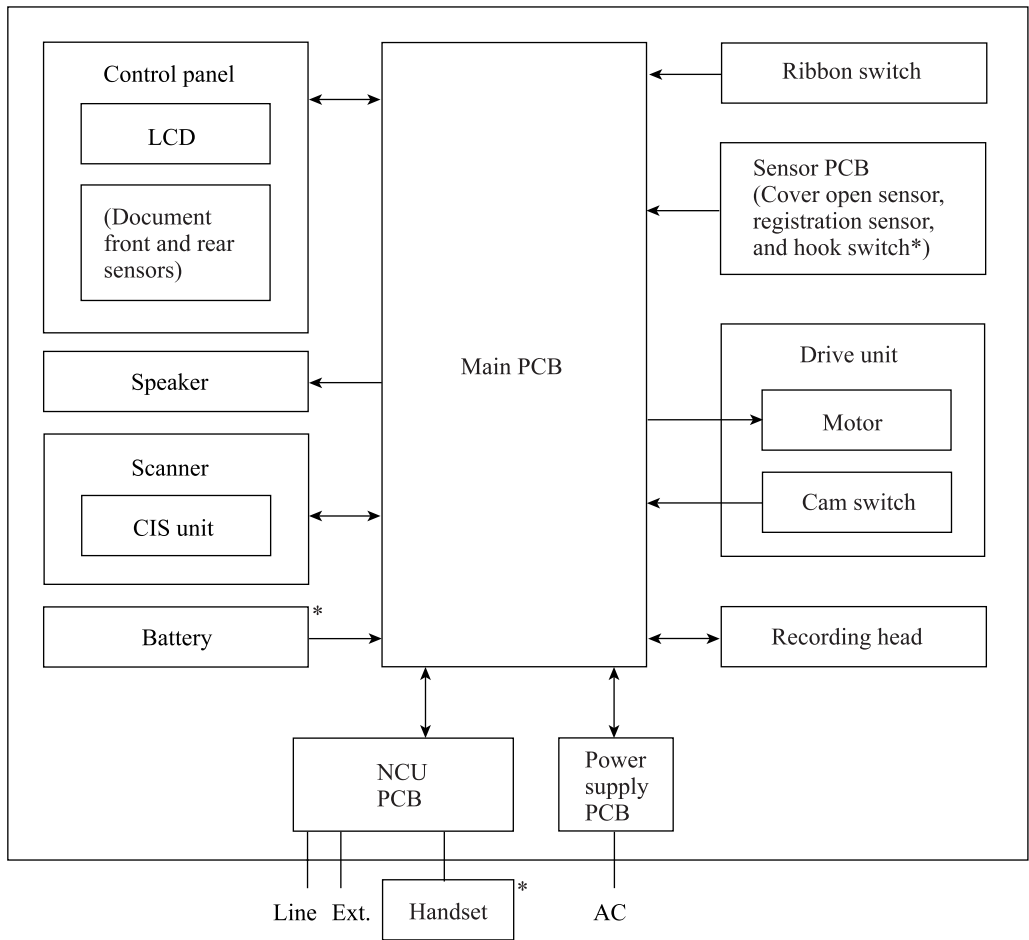 Control panel
LCD
(Document
front and rear
sensors)
Speaker
Scanner
CIS unit
Battery
*
Main PCB
Ribbon switch
Sensor PCB
(Cover open sensor,
registration sensor,
and hook switch*)
Drive unit
Motor
Cam switch
Recording head
NCU
PCB
Power
supply
PCB
Line
Ext.
Handset
*
AC